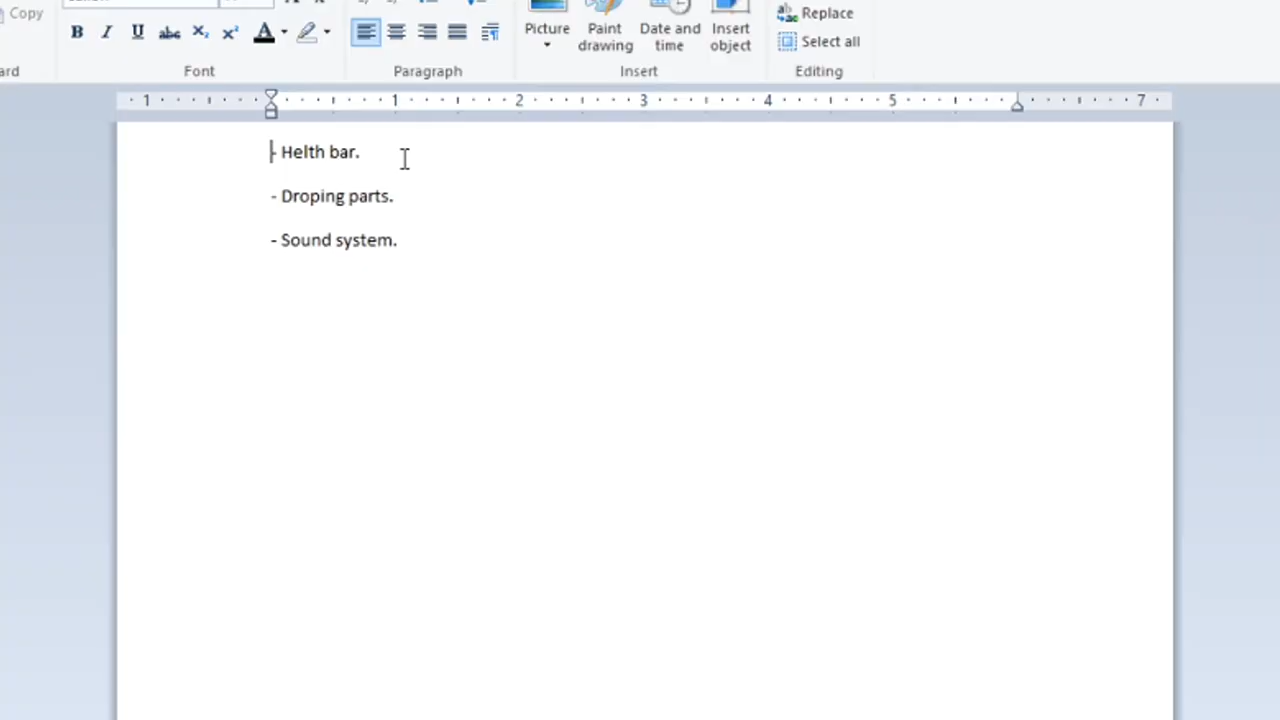 Copy
B I U abc X₂ X² A
Picture Paint drawing Date and time Insert object
Replace
Select all
ard Font Paragraph Insert Editing
1 1 2 3 4 5 7
- Helth bar.
- Droping parts.
- Sound system.